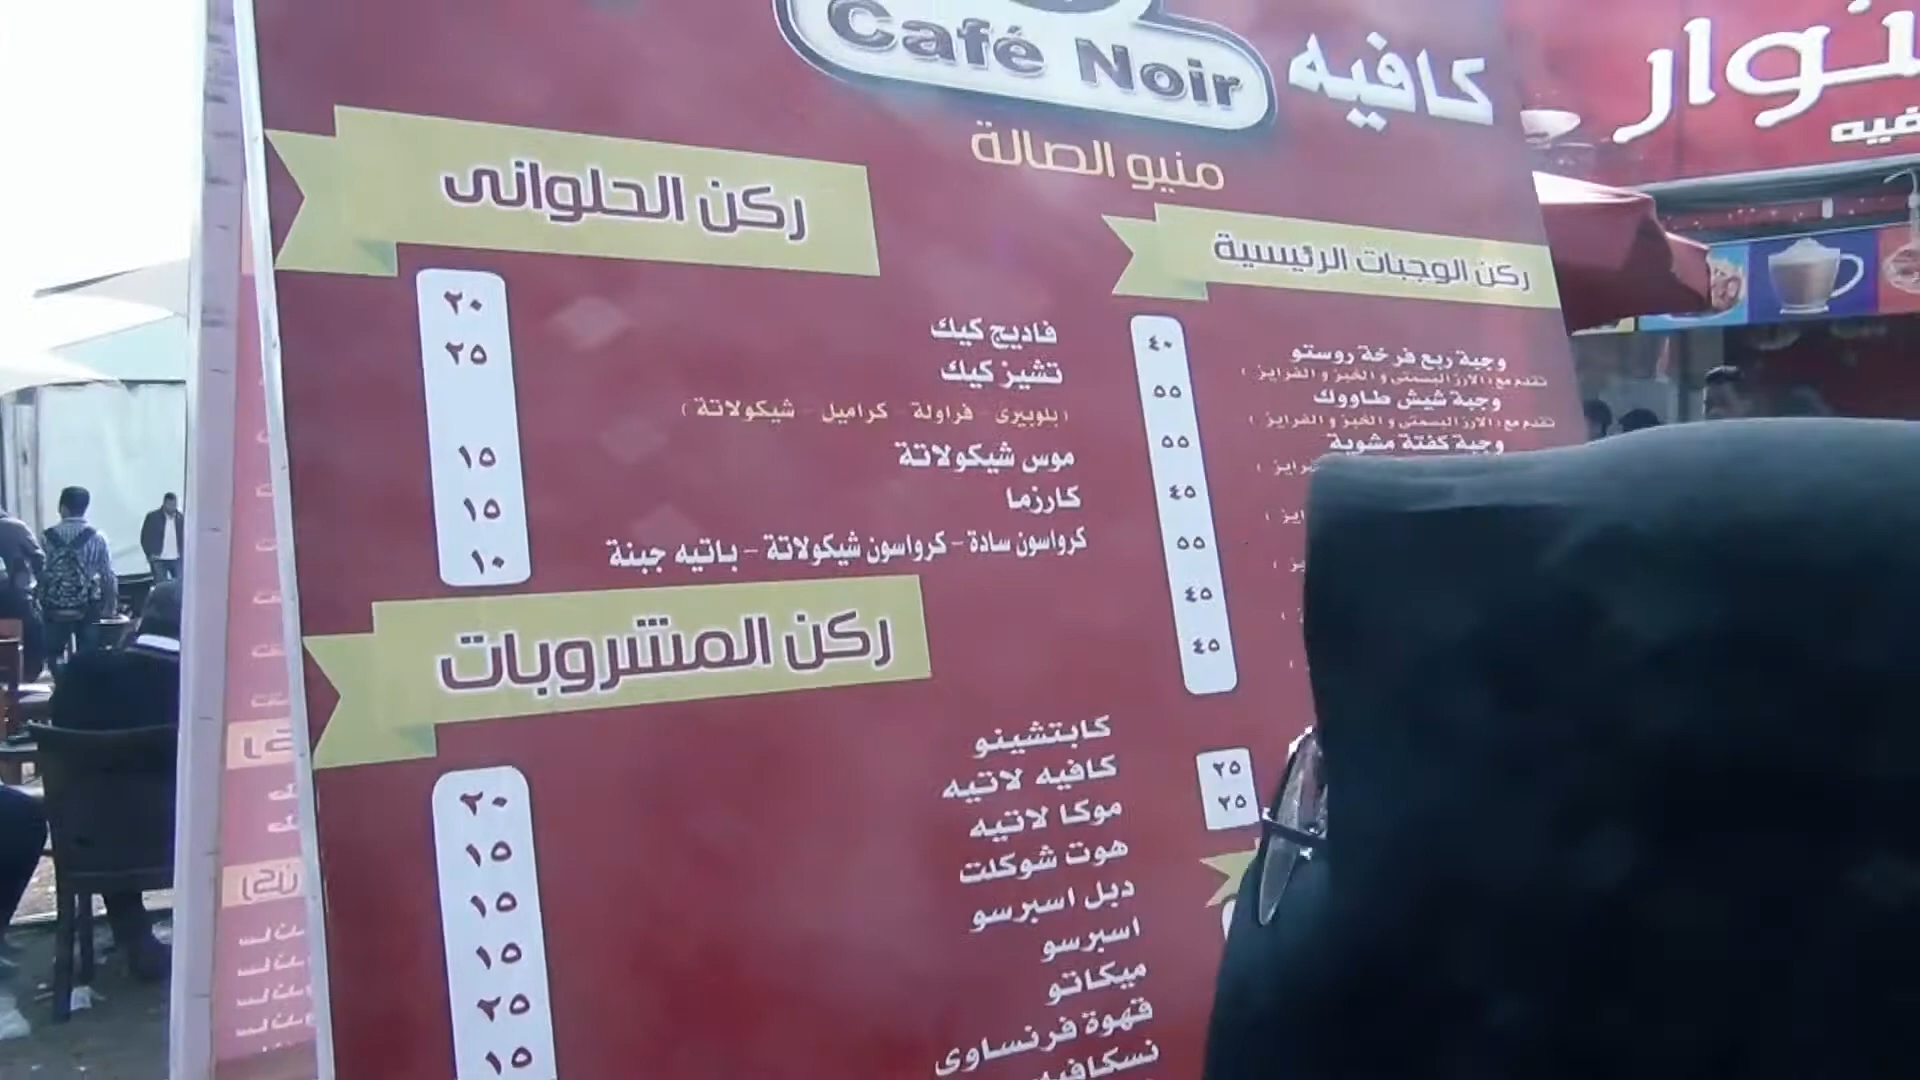 Café Noir
كافيه
نوار
منيو الصالة
ركن الوجبات الرئيسية
وجبة ربع فرخة روستو
٤٠
تقدم مع : الارز البسمتى و الخبز و الفرايز )
وجبة شيش طاووك
٥٥
تقدم مع : الارز البسمتى و الخبز و الفرايز )
وجبة كفتة مشوية
٥٥
٤٥
٥٥
٤٥
٤٥
٢٥
٢٥
ركن الحلوانى
فاديج كيك
٢٠
تشيز كيك
٢٥
( بلوبيرى - فراولة - كراميل - شيكولاتة )
موس شيكولاتة
١٥
كارزما
١٥
كرواسون سادة - كرواسون شيكولاتة - باتيه جبنة
١٠
ركن المشروبات
كابتشينو
٢٠
كافيه لاتيه
١٥
موكا لاتيه
١٥
هوت شوكلت
١٥
دبل اسبرسو
٢٥
اسبرسو
١٥
ميكاتو
قهوة فرنساوى
نسكافيه